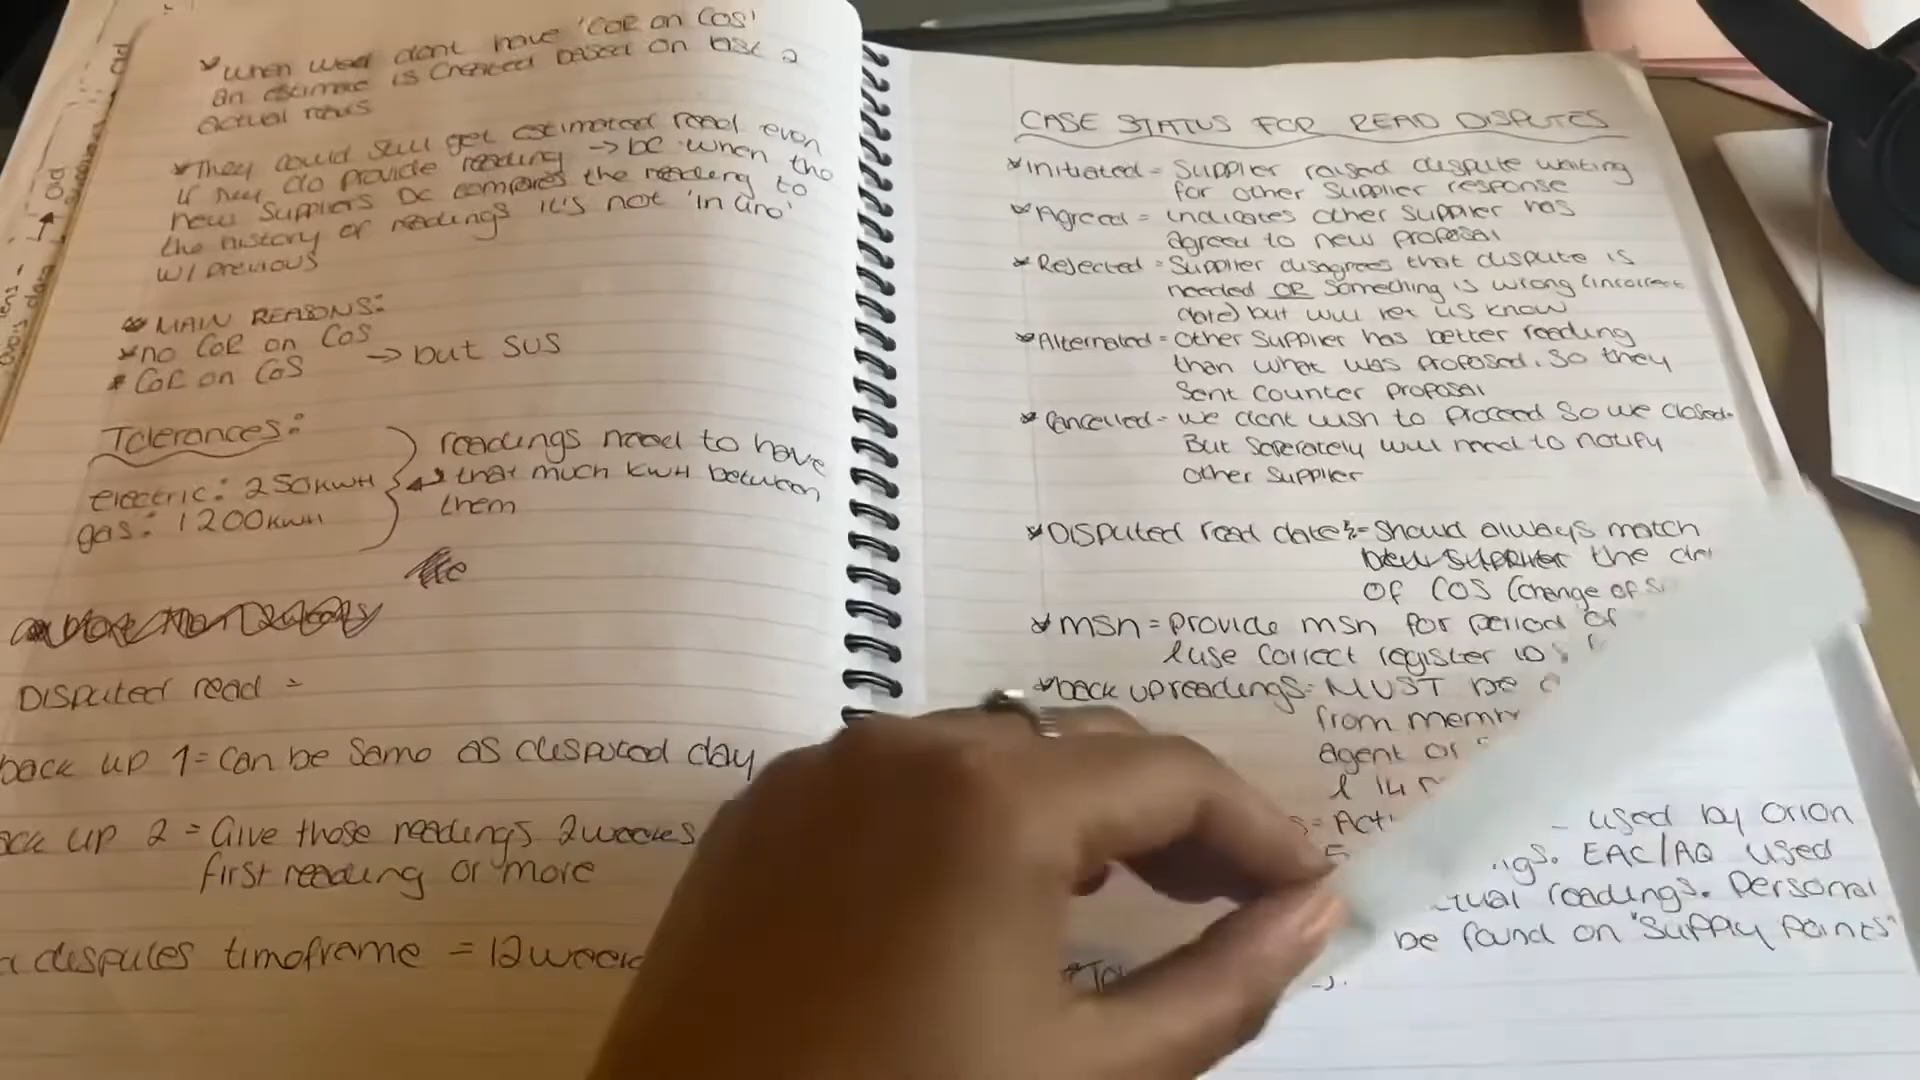 * when we dont have 'COR on COS'
an estimate is created based on last 2
actual reads
* They could still get estimated read even
if they do provide reading → bc when the
new suppliers DC compares the reading to
the history of readings it's not 'in line'
w/ previous
* MAIN REASONS:
* no COR on COS
* COR on COS → but sus
Tolerances:
electric: 250kWH
gas: 1200kWH
readings need to have
that much kWH between
them
DISPUTED read =
back up 1 = can be same as disputed day
up 2 = Give those readings 2 weeks
first reading or more
disputes timeframe = 12 week
→ Old
CASE STATUS FOR READ DISPUTES
* Initiated = Supplier raised dispute waiting
for other supplier response
* Agreed = indicates other supplier has
agreed to new proposal
* Rejected = Supplier disagrees that dispute is
needed OR something is wrong (incorrect
date) but will let us know
* Alternated = Other Supplier has better reading
than what was proposed. So they
sent counter proposal
* Cancelled = we dont wish to proceed so we closed.
But seperately will need to notify
other supplier
* Disputed read date = Should always match
the
of COS (change of
* msn = provide msn for period of
& use correct register ID
* back up readings = MUST be
from
Agent or
& 14
= Act used by Orion
EAC/AQ used
readings. Personal
be found on "Supply Points"